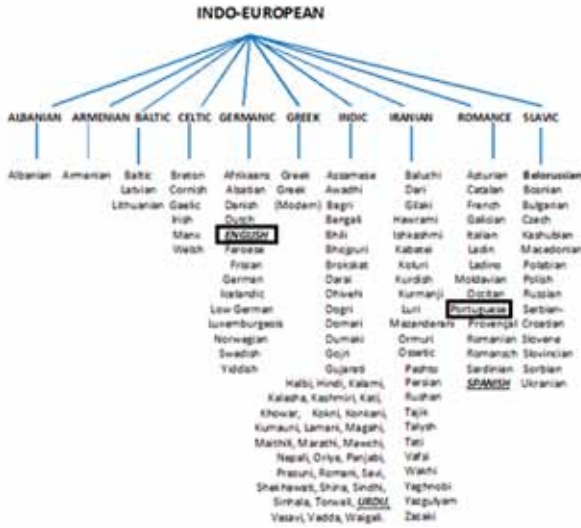 INDO-EUROPEAN
ALBANIAN ARMENIAN BALTIC CELTIC GERMANIC GREEK INDIC IRANIAN ROMANCE SLAVIC
Albanian
Armenian
Baltic
Latvian
Lithuanian
Breton
Cornish
Gaelic
Irish
Manx
Welsh
Afrikaans
Alsatian
Danish
Dutch
ENGLISH
Faroese
Frisian
German
Icelandic
Low German
Luxembourgeois
Norwegian
Swedish
Yiddish
Greek
Greek
(Modern)
Assamese
Awadhi
Bagri
Bengali
Bhili
Bhojpuri
Brokskat
Darai
Dhivehi
Dogri
Domari
Dumaki
Gojri
Gujarati
Halbi, Hindi, Kalami,
Kalasha, Kashmiri, Kati,
Khowar, Kokni, Konkani,
Kumauni, Lamani, Magahi,
Maithili, Marathi, Mawchi,
Nepali, Oriya, Panjabi,
Prasuni, Romani, Savi,
Shekhawati, Shina, Sindhi,
Sinhala, Torwali, URDU,
Vasavi, Vadda, Waigali,
Baluchi
Dari
Gilaki
Hawrami
Ishkashmi
Kabatei
Koluri
Kurdish
Kurmanji
Luri
Mazanderani
Ormuri
Ossetic
Pashto
Persian
Rushan
Tajik
Talysh
Tati
Vafsi
Wakhi
Yaghnobi
Yazgulyam
Zazaki
Asturian
Catalan
French
Galician
Italian
Ladin
Ladino
Moldavian
Occitan
Portuguese
Provençal
Romanian
Romansch
Sardinian
SPANISH
Belorussian
Bosnian
Bulgarian
Czech
Kashubian
Macedonian
Polabian
Polish
Russian
Serbian-
Croatian
Slovene
Slovincian
Sorbian
Ukranian